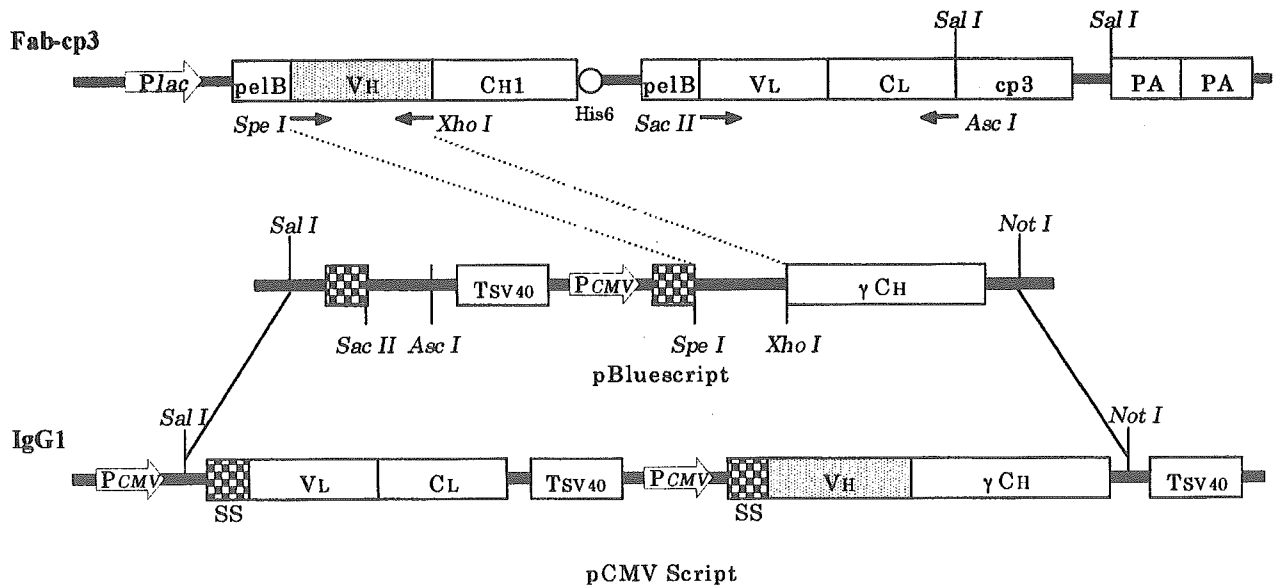 Fab-cp3
Sal I Sal I
Plac pelB VH CH1 His6 pelB VL CL cp3 PA PA
Spe I Xho I Sac II Asc I
Sal I Not I
TSV40 PCMV γ CH
Sac II Asc I Spe I Xho I
pBluescript
IgG1
Sal I Not I
PCMV VL CL TSV40 PCMV VH γ CH TSV40
SS SS
pCMV Script